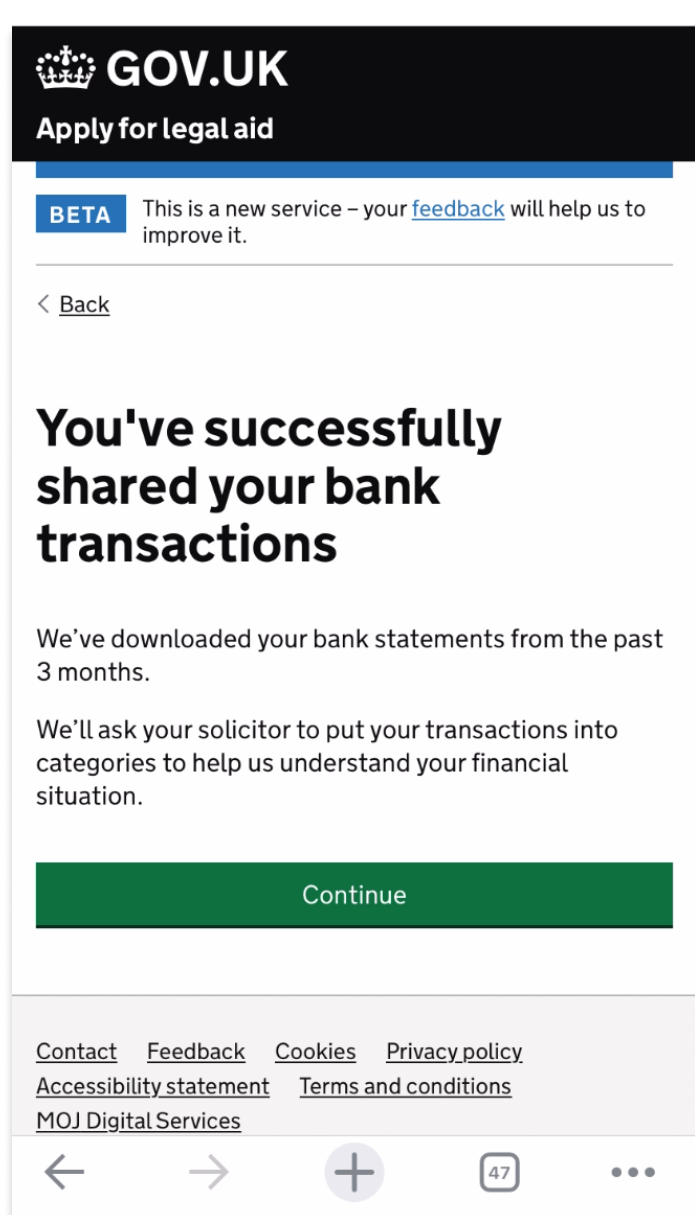 GOV.UK
Apply for legal aid
BETA
This is a new service – your feedback will help us to
improve it.
Back
You've successfully
shared your bank
transactions
We’ve downloaded your bank statements from the past
3 months.
We’ll ask your solicitor to put your transactions into
categories to help us understand your financial
situation.
Continue
Contact Feedback Cookies Privacy policy
Accessibility statement Terms and conditions
MOJ Digital Services
47